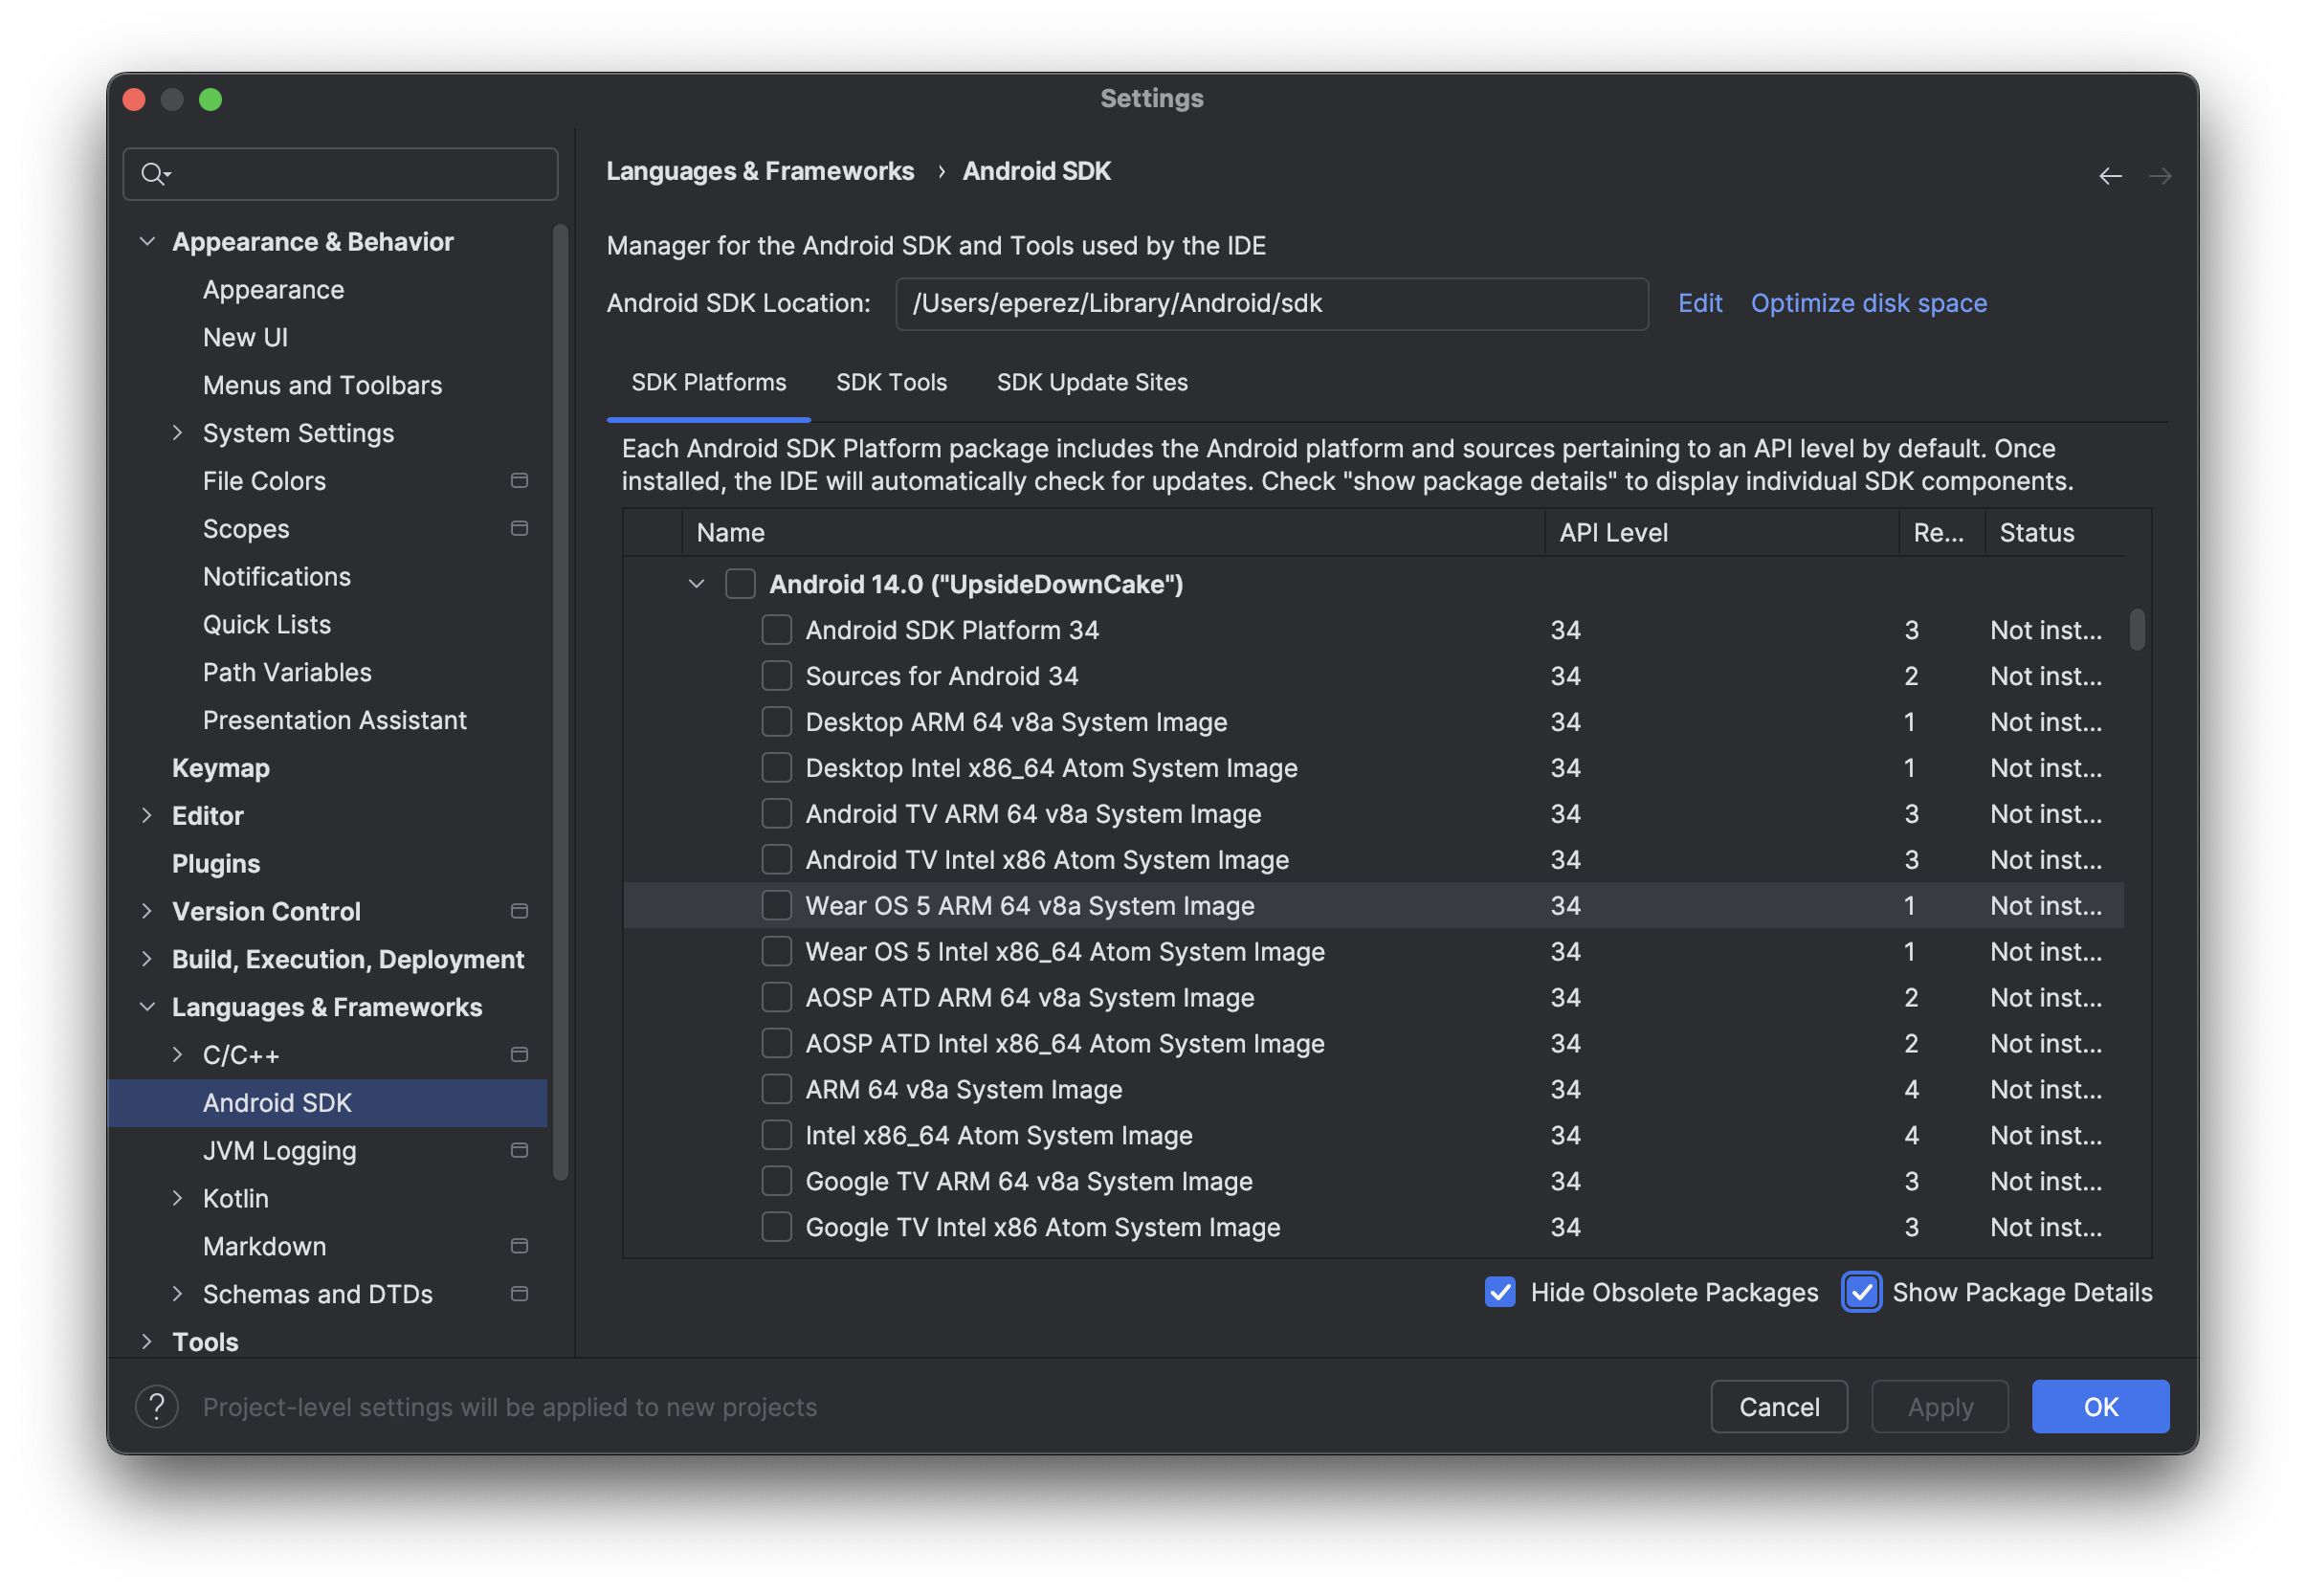 Settings
Appearance & Behavior
Appearance
New UI
Menus and Toolbars
System Settings
File Colors
Scopes
Notifications
Quick Lists
Path Variables
Presentation Assistant
Keymap
Editor
Plugins
Version Control
Build, Execution, Deployment
Languages & Frameworks
C/C++
Android SDK
JVM Logging
Kotlin
Markdown
Schemas and DTDs
Tools
Languages & Frameworks › Android SDK
Manager for the Android SDK and Tools used by the IDE
Android SDK Location: /Users/eperez/Library/Android/sdk Edit Optimize disk space
SDK Platforms SDK Tools SDK Update Sites
Each Android SDK Platform package includes the Android platform and sources pertaining to an API level by default. Once
installed, the IDE will automatically check for updates. Check "show package details" to display individual SDK components.
Name API Level Re... Status
Android 14.0 ("UpsideDownCake")
Android SDK Platform 34 34 3 Not inst...
Sources for Android 34 34 2 Not inst...
Desktop ARM 64 v8a System Image 34 1 Not inst...
Desktop Intel x86_64 Atom System Image 34 1 Not inst...
Android TV ARM 64 v8a System Image 34 3 Not inst...
Android TV Intel x86 Atom System Image 34 3 Not inst...
Wear OS 5 ARM 64 v8a System Image 34 1 Not inst...
Wear OS 5 Intel x86_64 Atom System Image 34 1 Not inst...
AOSP ATD ARM 64 v8a System Image 34 2 Not inst...
AOSP ATD Intel x86_64 Atom System Image 34 2 Not inst...
ARM 64 v8a System Image 34 4 Not inst...
Intel x86_64 Atom System Image 34 4 Not inst...
Google TV ARM 64 v8a System Image 34 3 Not inst...
Google TV Intel x86 Atom System Image 34 3 Not inst...
Hide Obsolete Packages Show Package Details
? Project-level settings will be applied to new projects
Cancel Apply OK